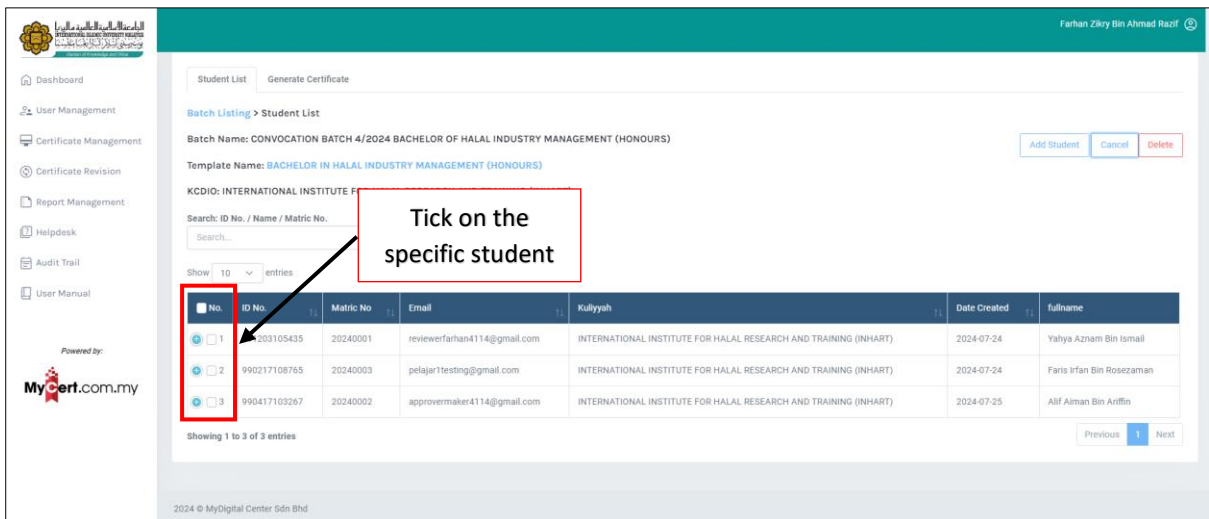 Farhan Zikry Bin Ahmad Razif
Dashboard
User Management
Certificate Management
Certificate Revision
Report Management
Helpdesk
Audit Trail
User Manual
Powered by:
MyCert.com.my
Student List Generate Certificate
Batch Listing > Student List
Batch Name: CONVOCATION BATCH 4/2024 BACHELOR OF HALAL INDUSTRY MANAGEMENT (HONOURS)
Add Student Cancel Delete
Template Name: BACHELOR IN HALAL INDUSTRY MANAGEMENT (HONOURS)
KCDIO: INTERNATIONAL INSTITUTE
Search: ID No. / Name / Matric No.
Search...
Tick on the
specific student
Show 10 entries
No. ID No. Matric No Email Kuliyyah Date Created fullname
1 203105435 20240001 reviewerfarhan4114@gmail.com INTERNATIONAL INSTITUTE FOR HALAL RESEARCH AND TRAINING (INHART) 2024-07-24 Yahya Aznam Bin Ismail
2 990217108765 20240003 pelajar1testing@gmail.com INTERNATIONAL INSTITUTE FOR HALAL RESEARCH AND TRAINING (INHART) 2024-07-24 Faris Irfan Bin Rosezaman
3 990417103267 20240002 approvermaker4114@gmail.com INTERNATIONAL INSTITUTE FOR HALAL RESEARCH AND TRAINING (INHART) 2024-07-25 Alif Aiman Bin Ariffin
Showing 1 to 3 of 3 entries
Previous 1 Next
2024 © MyDigital Center Sdn Bhd